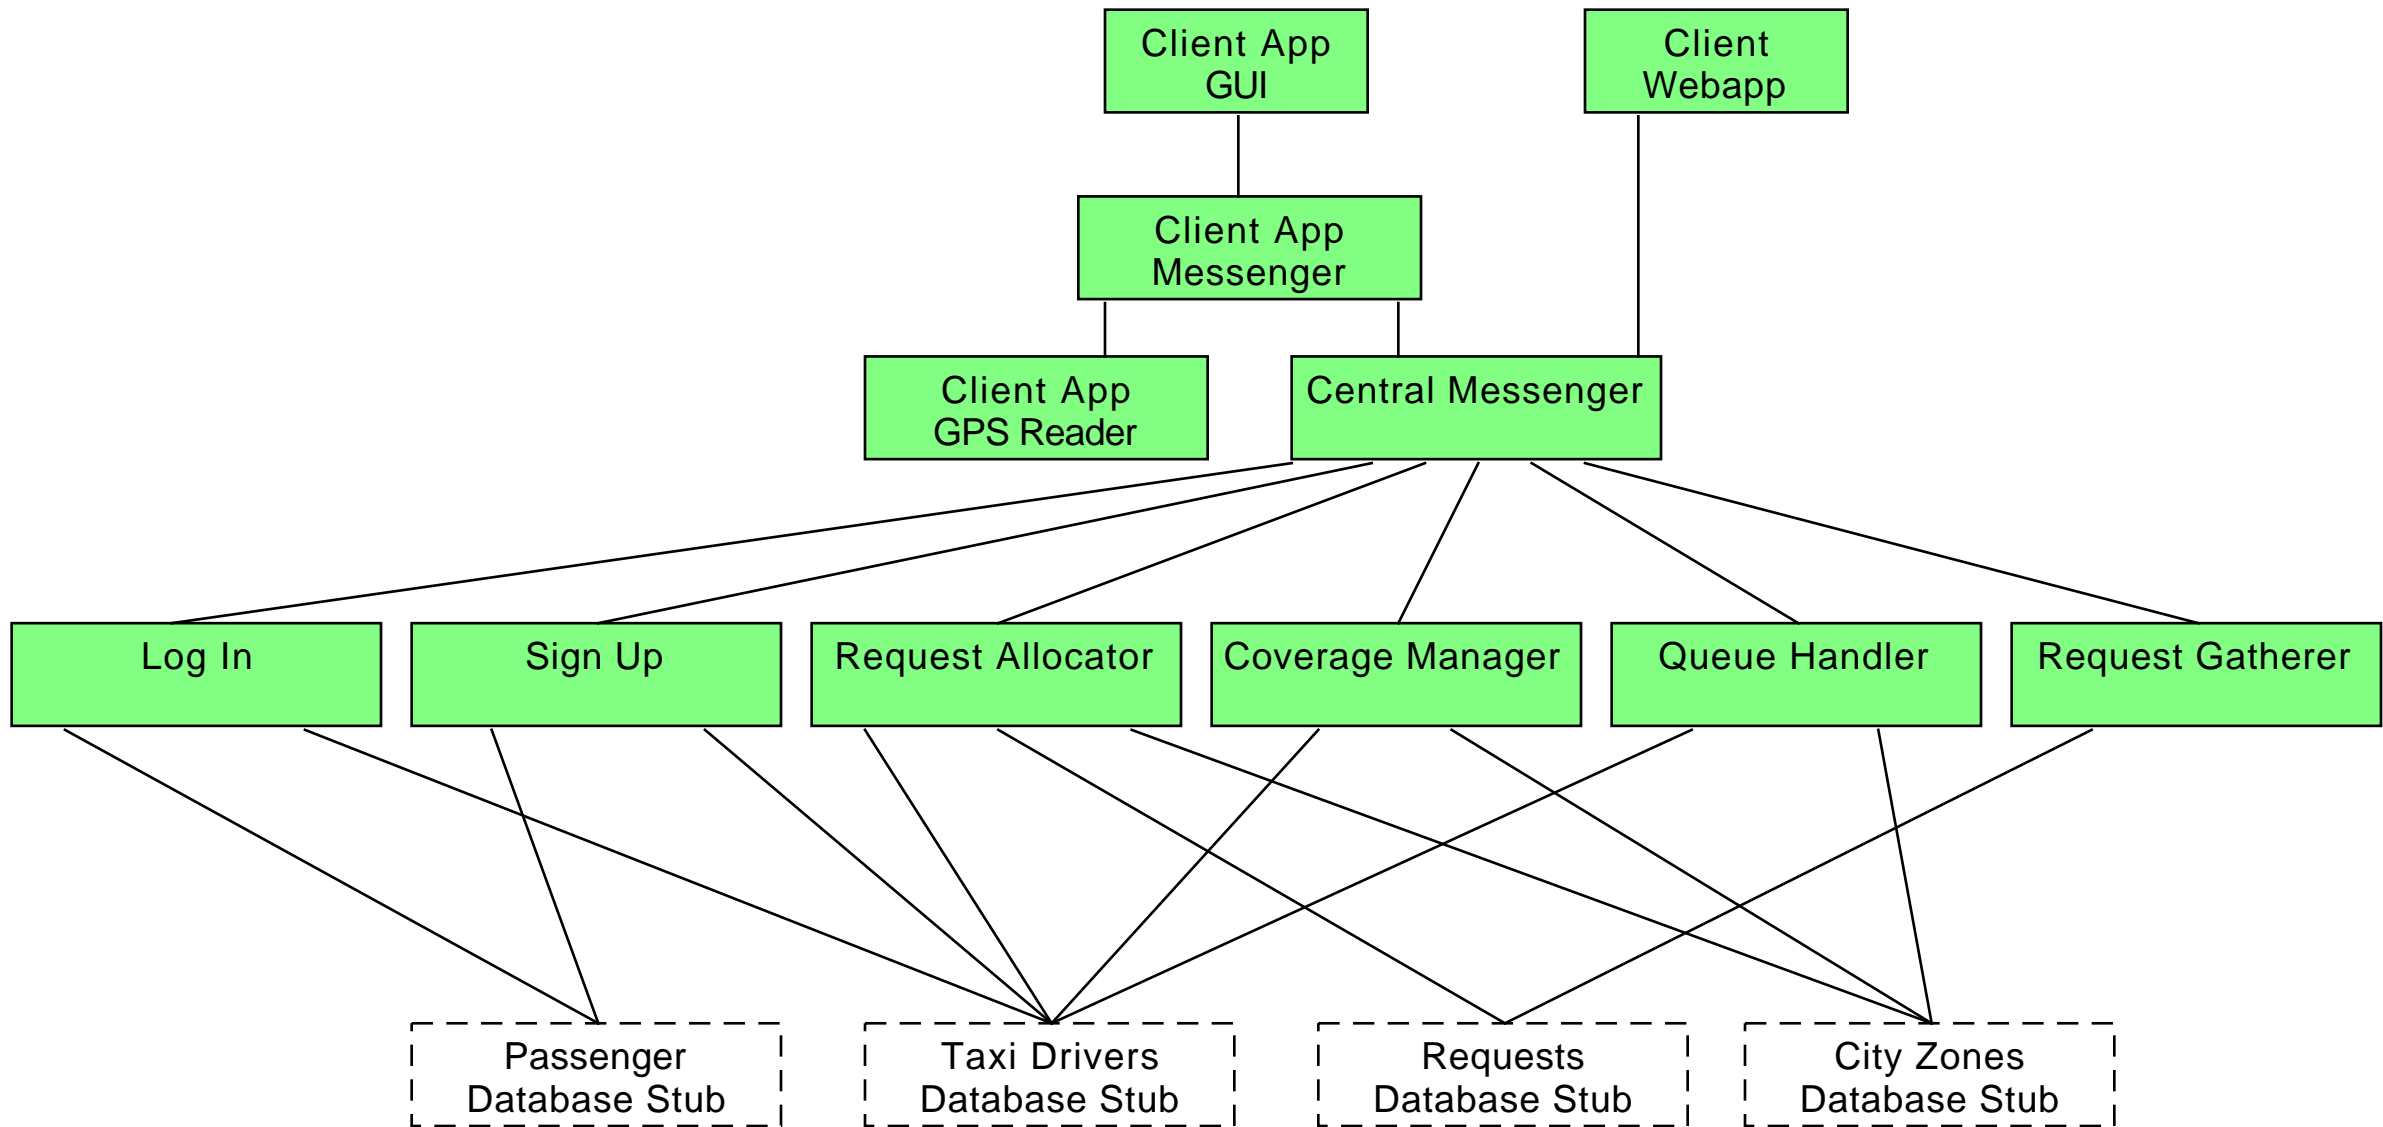 Client App
GUI
Client
Webapp
Client App
Messenger
Client App
GPS Reader
Central Messenger
Log In
Sign Up
Request Allocator
Coverage Manager
Queue Handler
Request Gatherer
Passenger
Database Stub
Taxi Drivers
Database Stub
Requests
Database Stub
City Zones
Database Stub